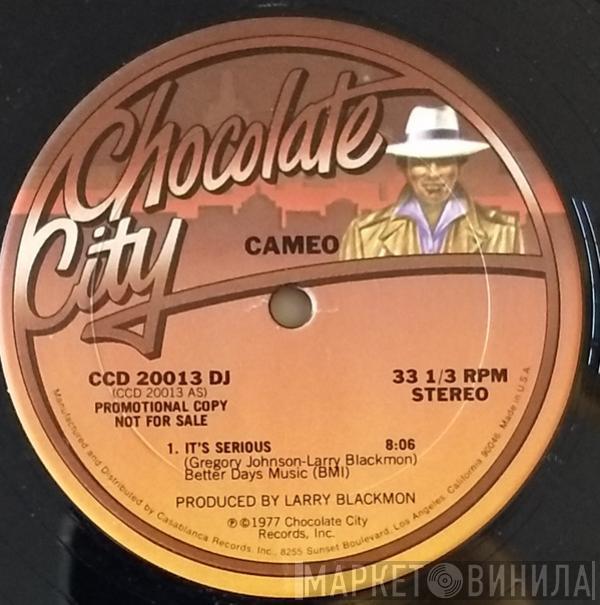 Chocolate
City
CAMEO
CCD 20013 DJ
(CCD 20013 AS)
PROMOTIONAL COPY
NOT FOR SALE
33 1/3 RPM
STEREO
1. IT'S SERIOUS 8:06
(Gregory Johnson-Larry Blackmon)
Better Days Music (BMI)
PRODUCED BY LARRY BLACKMON
℗©1977 Chocolate City
Records, Inc.
Manufactured and Distributed by Casablanca Records, Inc., 8255 Sunset Boulevard, Los Angeles, California 90046, Made in U.S.A.
МАРКЕТ ВИНИЛА